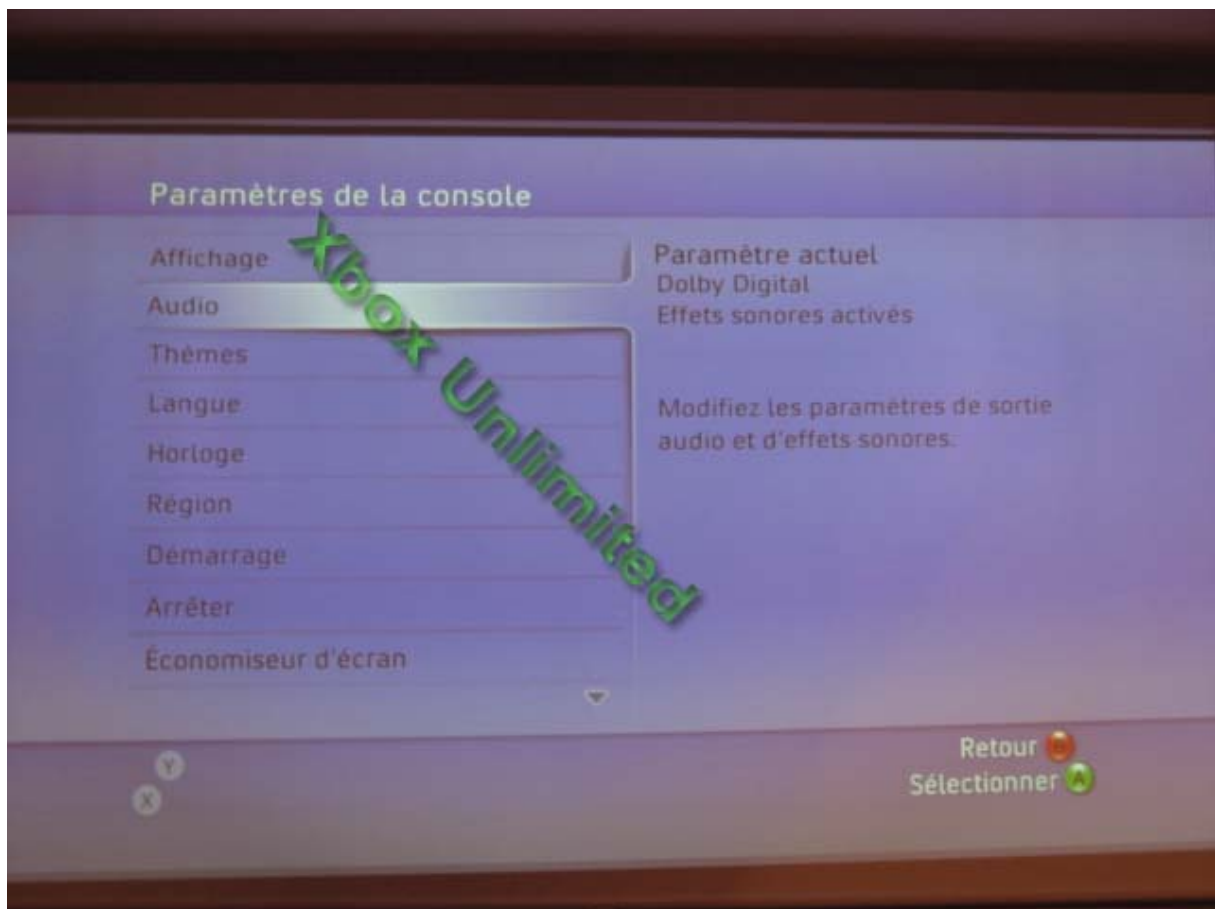 Paramètres de la console
Affichage
Audio
Thèmes
Langue
Horloge
Région
Démarrage
Arrêter
Économiseur d'écran
Paramètre actuel
Dolby Digital
Effets sonores activés
Modifiez les paramètres de sortie
audio et d'effets sonores.
Xbox Unlimited
Y
X
Retour B
Sélectionner A